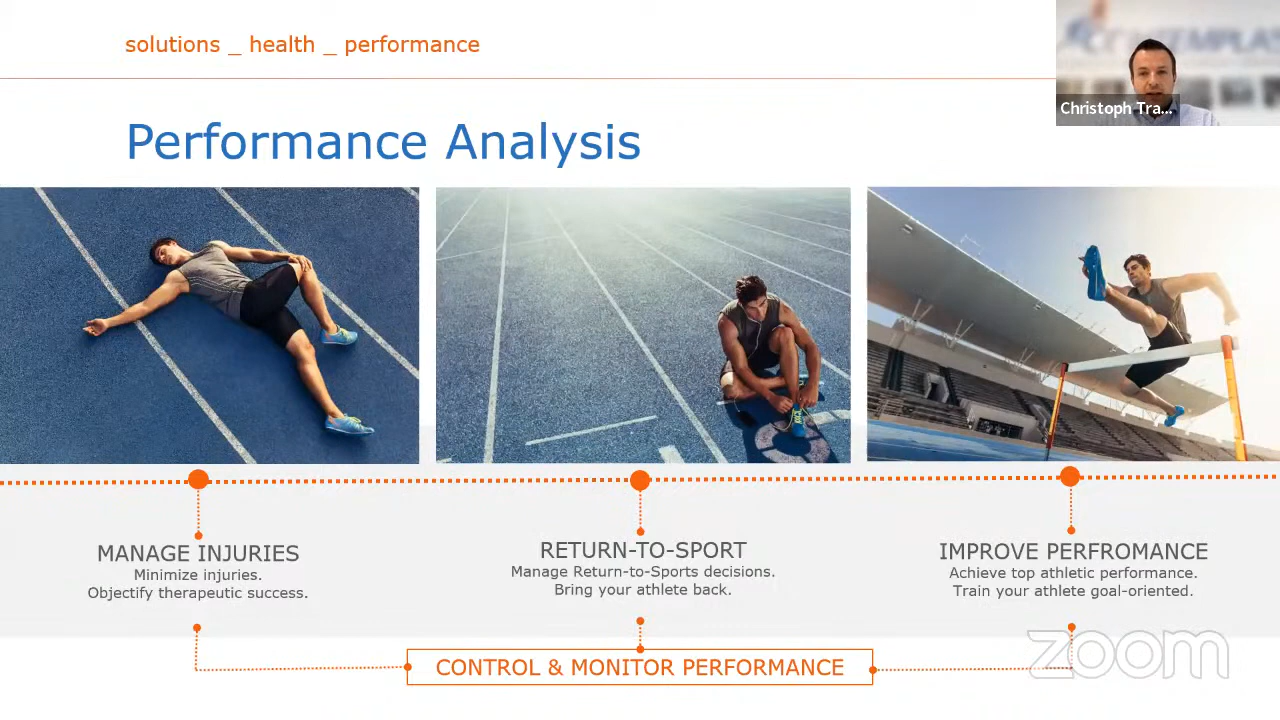 solutions _ health _ performance
Christoph Tra...
Performance Analysis
MANAGE INJURIES
Minimize injuries.
Objectify therapeutic success.
RETURN-TO-SPORT
Manage Return-to-Sports decisions.
Bring your athlete back.
IMPROVE PERFROMANCE
Achieve top athletic performance.
Train your athlete goal-oriented.
CONTROL & MONITOR PERFORMANCE
zoom